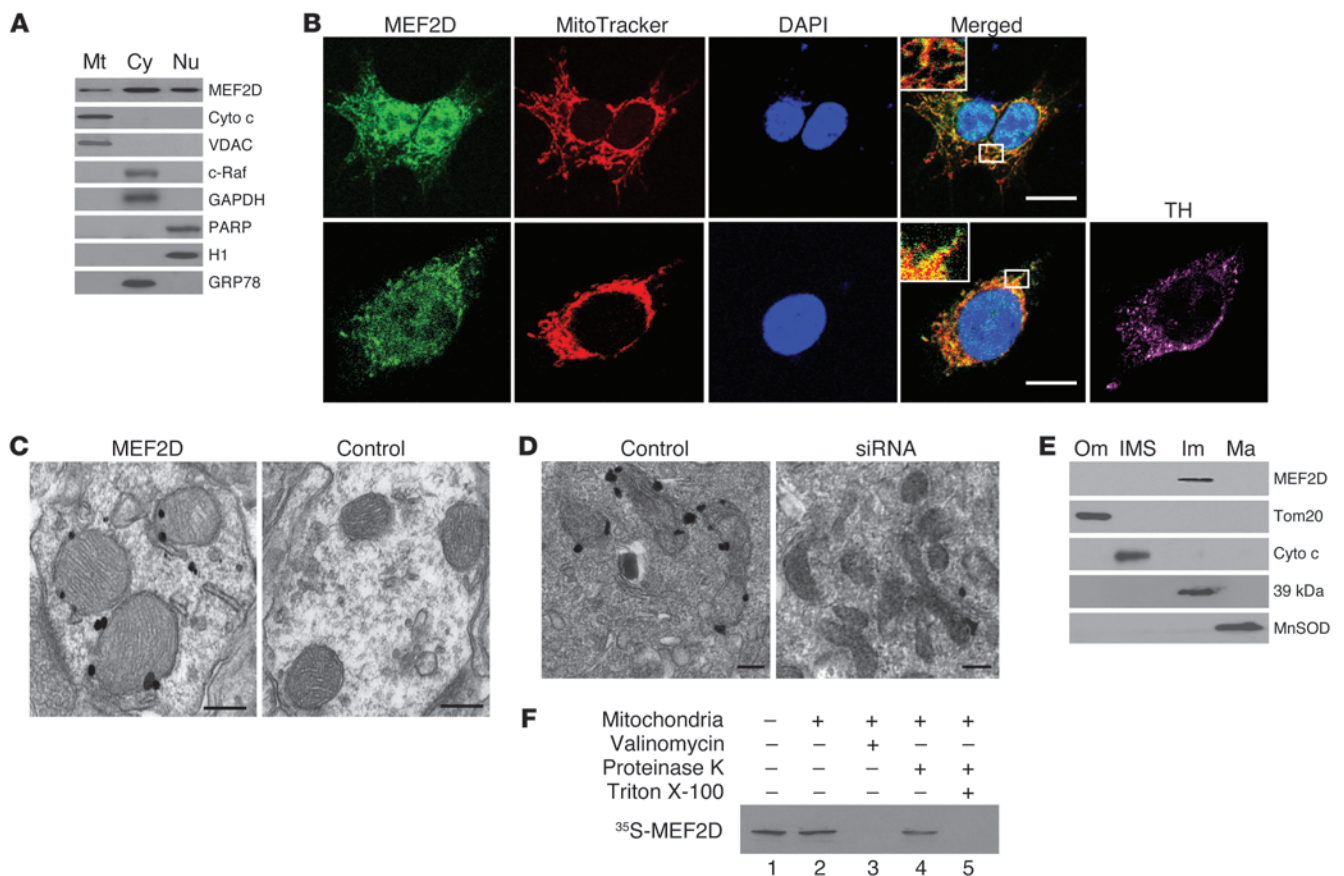 A
Mt Cy Nu
MEF2D
Cyto c
VDAC
c-Raf
GAPDH
PARP
H1
GRP78
B
MEF2D MitoTracker DAPI Merged
TH
C
MEF2D Control
D
Control siRNA
E
Om IMS Im Ma
MEF2D
Tom20
Cyto c
39 kDa
MnSOD
F
Mitochondria – + + + +
Valinomycin – – + – –
Proteinase K – – – + +
Triton X-100 – – – – +
³⁵S-MEF2D
1 2 3 4 5